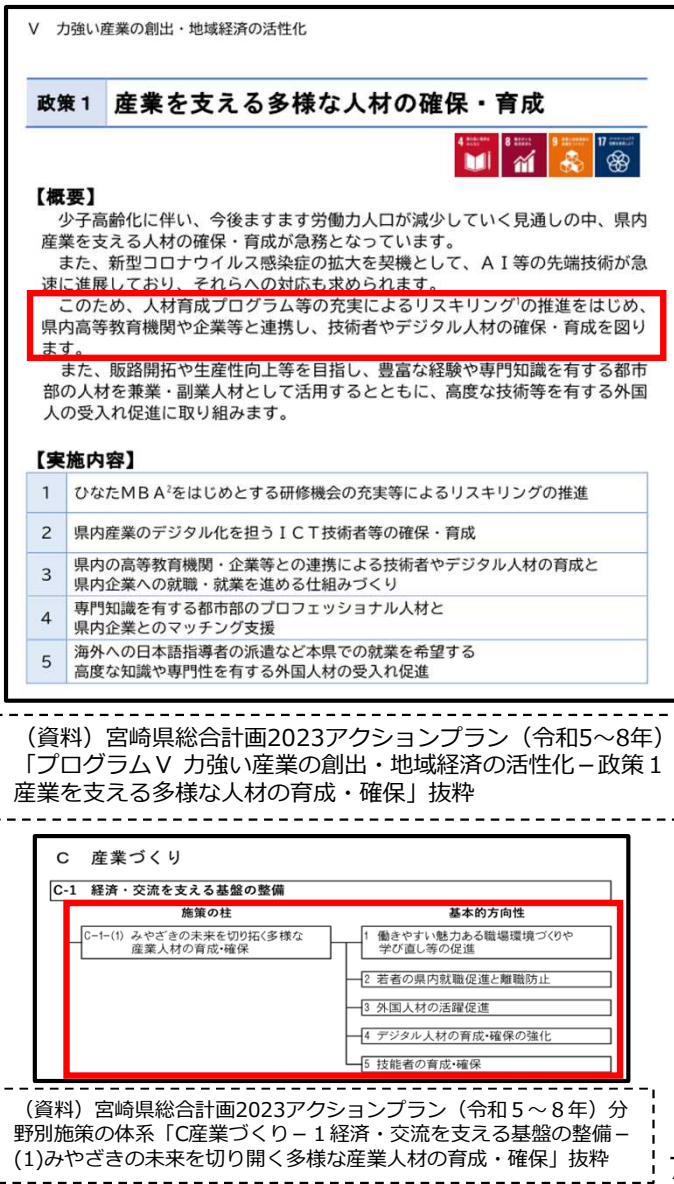 Ⅴ 力強い産業の創出・地域経済の活性化
政策１ 産業を支える多様な人材の確保・育成
4
8
9
17
【概要】
少子高齢化に伴い、今後ますます労働力人口が減少していく見通しの中、県内
産業を支える人材の確保・育成が急務となっています。
また、新型コロナウイルス感染症の拡大を契機として、ＡＩ等の先端技術が急
速に進展しており、それらへの対応も求められます。
このため、人材育成プログラム等の充実によるリスキリング¹の推進をはじめ、
県内高等教育機関や企業等と連携し、技術者やデジタル人材の確保・育成を図り
ます。
また、販路開拓や生産性向上等を目指し、豊富な経験や専門知識を有する都市
部の人材を兼業・副業人材として活用するとともに、高度な技術等を有する外国
人の受入れ促進に取り組みます。
【実施内容】
1 ひなたＭＢＡ²をはじめとする研修機会の充実等によるリスキリングの推進
2 県内産業のデジタル化を担うＩＣＴ技術者等の確保・育成
3 県内の高等教育機関・企業等との連携による技術者やデジタル人材の育成と
県内企業への就職・就業を進める仕組みづくり
4 専門知識を有する都市部のプロフェッショナル人材と
県内企業とのマッチング支援
5 海外への日本語指導者の派遣など本県での就業を希望する
高度な知識や専門性を有する外国人材の受入れ促進
（資料）宮崎県総合計画2023アクションプラン（令和5～8年）
「プログラムⅤ 力強い産業の創出・地域経済の活性化－政策１
産業を支える多様な人材の育成・確保」抜粋
C 産業づくり
C-1 経済・交流を支える基盤の整備
施策の柱 基本的方向性
C-1-(1) みやざきの未来を切り拓く多様な
産業人材の育成・確保
1 働きやすい魅力ある職場環境づくりや
学び直し等の促進
2 若者の県内就職促進と離職防止
3 外国人材の活躍促進
4 デジタル人材の育成・確保の強化
5 技能者の育成・確保
（資料）宮崎県総合計画2023アクションプラン（令和５～８年）分
野別施策の体系「C産業づくり－１経済・交流を支える基盤の整備－
(1)みやざきの未来を切り開く多様な産業人材の育成・確保」抜粋